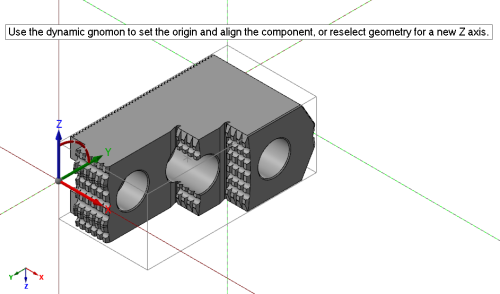 Use the dynamic gnomon to set the origin and align the component, or reselect geometry for a new Z axis.
Z
Y
X
Y
X
Z